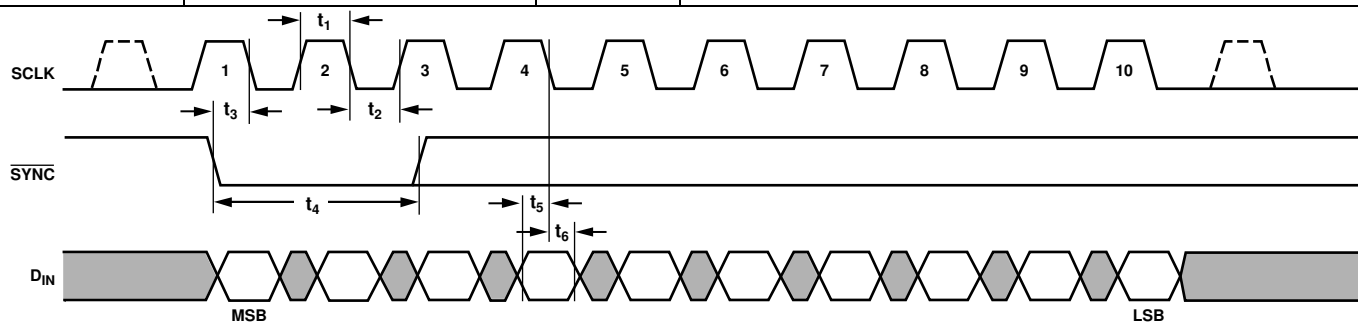 t1
SCLK
1 2 3 4 5 6 7 8 9 10
t3 t2
SYNC
t4
t5
t6
DIN
MSB LSB